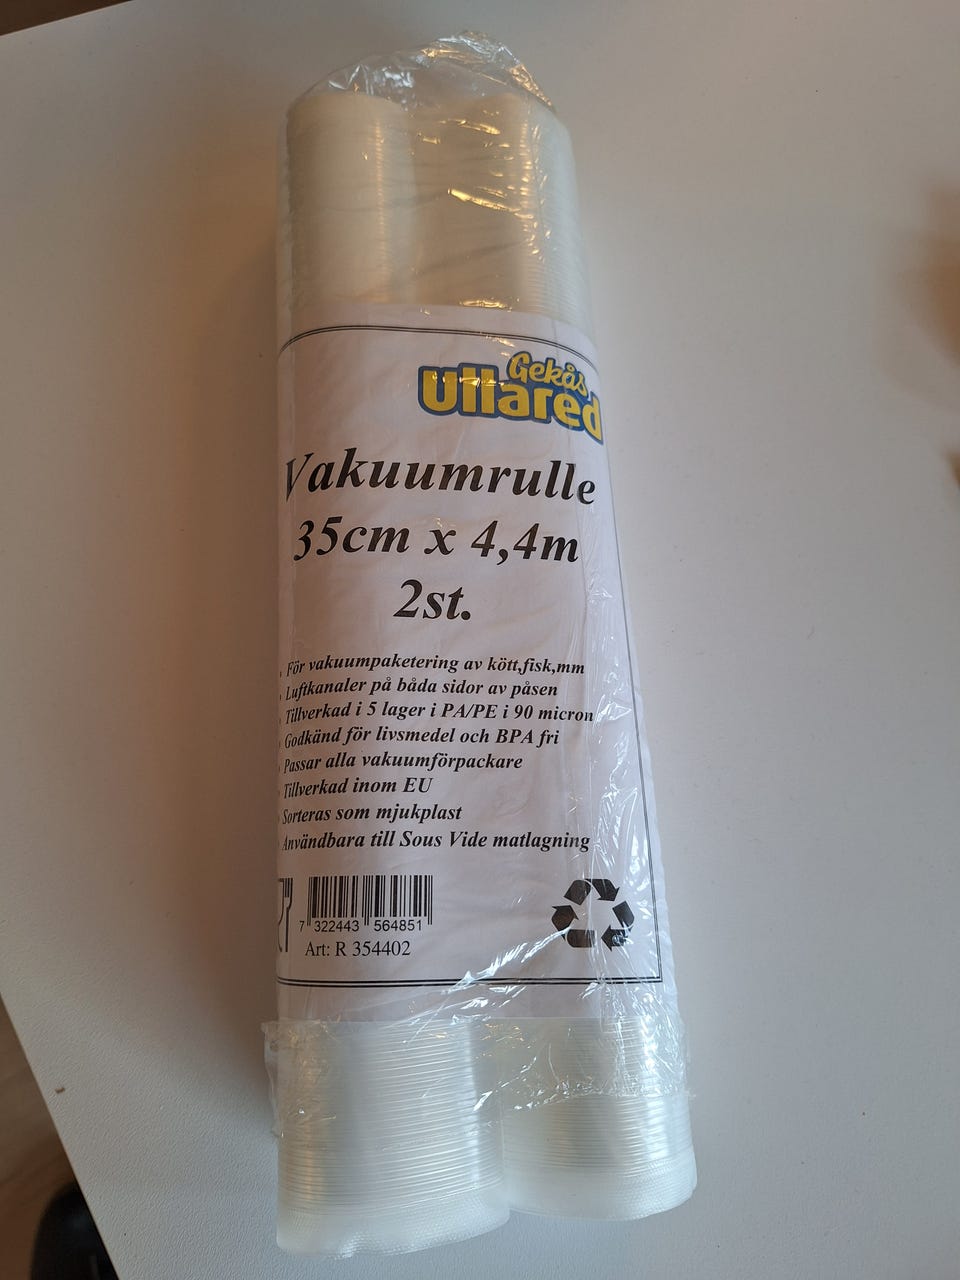 Gekås
Ullared
Vakuumrulle
35cm x 4,4m
2st.
För vakuumpaketering av kött,fisk,mm
Luftkanaler på båda sidor av påsen
Tillverkad i 5 lager i PA/PE i 90 micron
Godkänd för livsmedel och BPA fri
Passar alla vakuumförpackare
Tillverkad inom EU
Sorteras som mjukplast
Användbara till Sous Vide matlagning
7 322443 564851
Art: R 354402